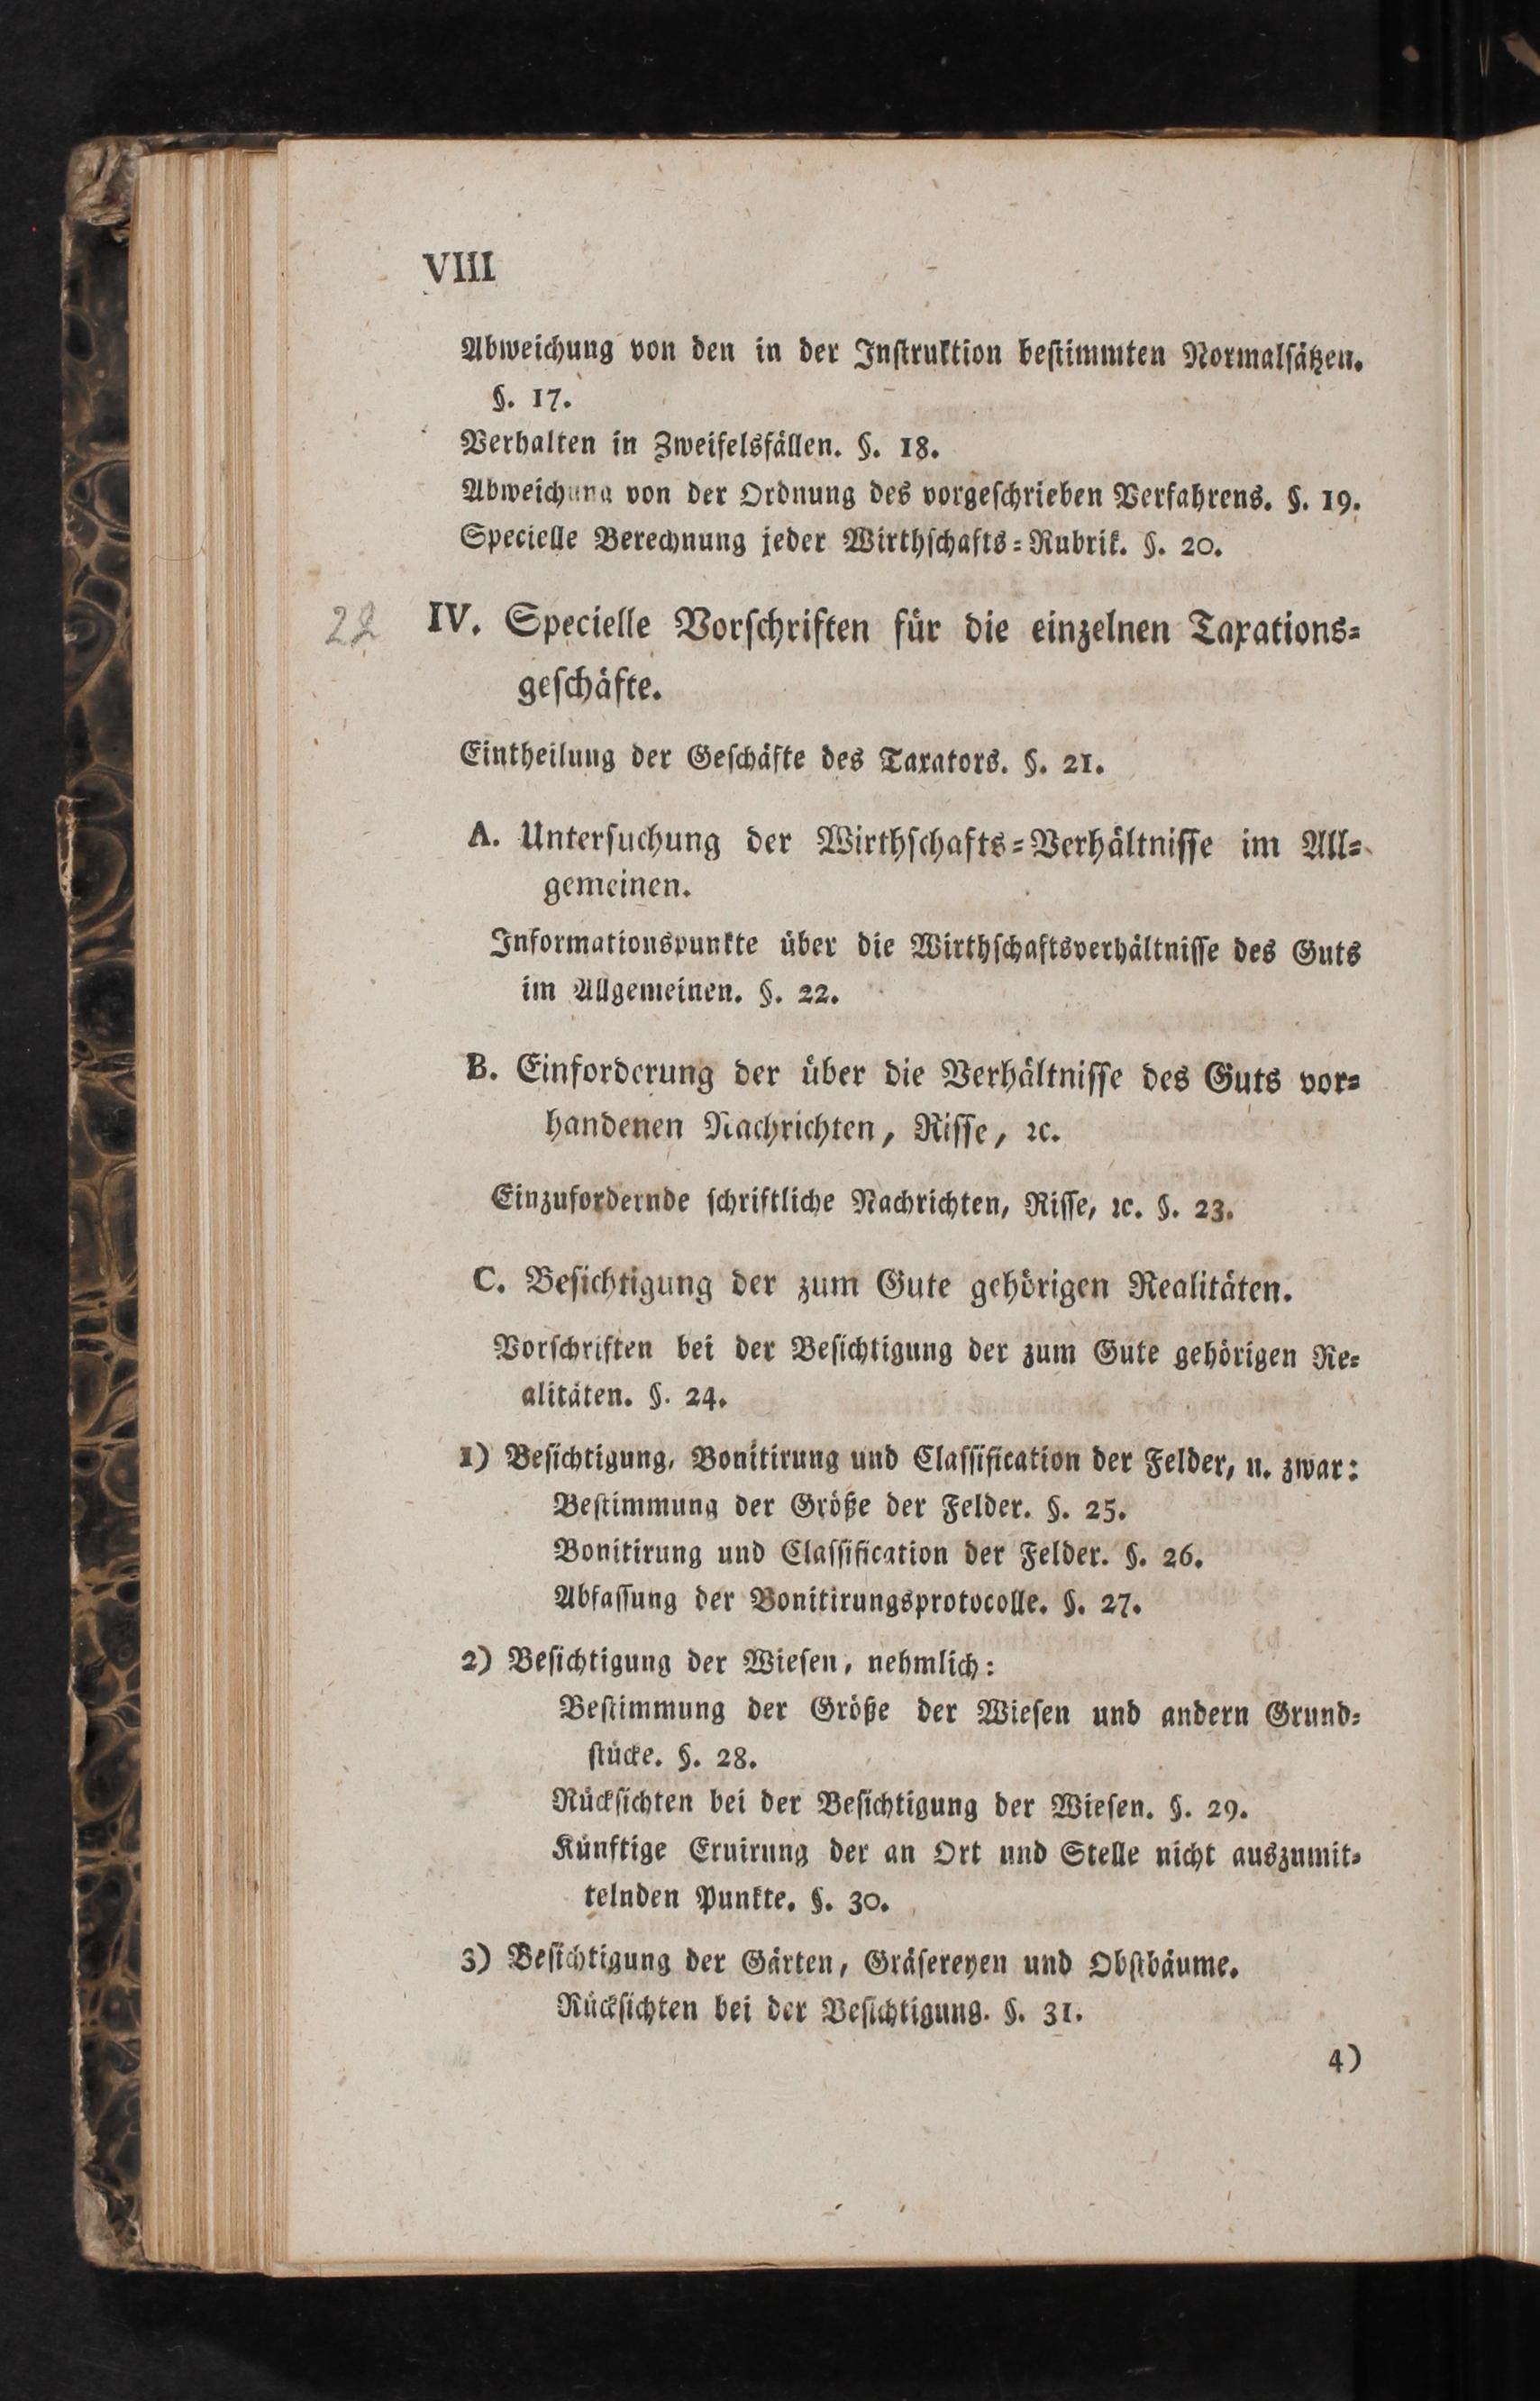 VIII
Abweichung von den in der Inſtruktion beſtimmten Normalſätzen.
§. 17.
Verhalten in Zweifelsfällen. §. 18.
Abweichung von der Ordnung des vorgeſchrieben Verfahrens. §. 19.
Specielle Berechnung jeder Wirthſchafts=Rubrik. §. 20.
22 IV. Specielle Vorſchriften für die einzelnen Taxations=
geſchäfte.
Eintheilung der Geſchäfte des Taxators. §. 21.
A. Unterſuchung der Wirthſchafts=Verhältniſſe im All=
gemeinen.
Informationspunkte über die Wirthſchaftsverhältniſſe des Guts
im Allgemeinen. §. 22.
B. Einforderung der über die Verhältniſſe des Guts vor=
handenen Nachrichten, Riſſe, ꝛc.
Einzufordernde ſchriftliche Nachrichten, Riſſe, ꝛc. §. 23.
C. Beſichtigung der zum Gute gehörigen Realitäten.
Vorſchriften bei der Beſichtigung der zum Gute gehörigen Re=
alitäten. §. 24.
1) Beſichtigung, Bonitirung und Claſſification der Felder, u. zwar:
Beſtimmung der Größe der Felder. §. 25.
Bonitirung und Claſſification der Felder. §. 26.
Abfaſſung der Bonitirungsprotocolle. §. 27.
2) Beſichtigung der Wieſen, nehmlich:
Beſtimmung der Größe der Wieſen und andern Grund=
ſtücke. §. 28.
Rückſichten bei der Beſichtigung der Wieſen. §. 29.
Künftige Eruirung der an Ort und Stelle nicht auszumit=
telnden Punkte. §. 30.
3) Beſichtigung der Gärten, Gräſereyen und Obſtbäume.
Rückſichten bei der Beſichtigung. §. 31.
4)